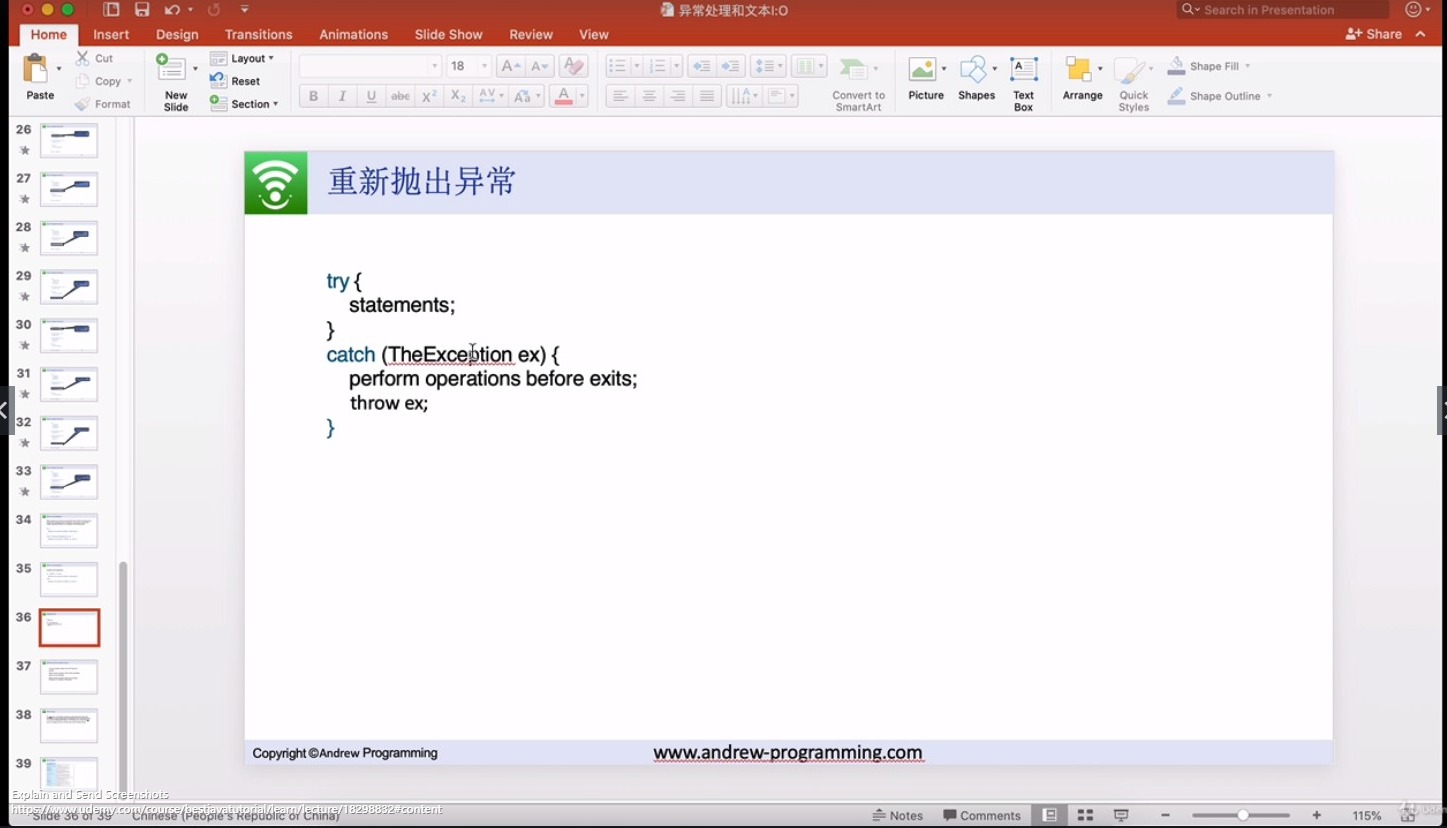 异常处理和文本I:O
Search in Presentation
Home Insert Design Transitions Animations Slide Show Review View Share
Paste
Cut
Copy
Format
New
Slide
Layout
Reset
Section
18
B I U abc X² X₂ AV Aa A
Convert to
SmartArt
Picture
Shapes
Text
Box
Arrange
Quick
Styles
Shape Fill
Shape Outline
26
27
28
29
30
31
32
33
34
35
36
37
38
39
重新抛出异常
try {
statements;
}
catch (TheException ex) {
perform operations before exits;
throw ex;
}
Copyright ©Andrew Programming
www.andrew-programming.com
Explain and Send Screenshots
https://www.udemy.com/course/bestjavatutorial/learn/lecture/18298832#content
Slide 36 of 39 Chinese (People's Republic of China)
Notes Comments 115%